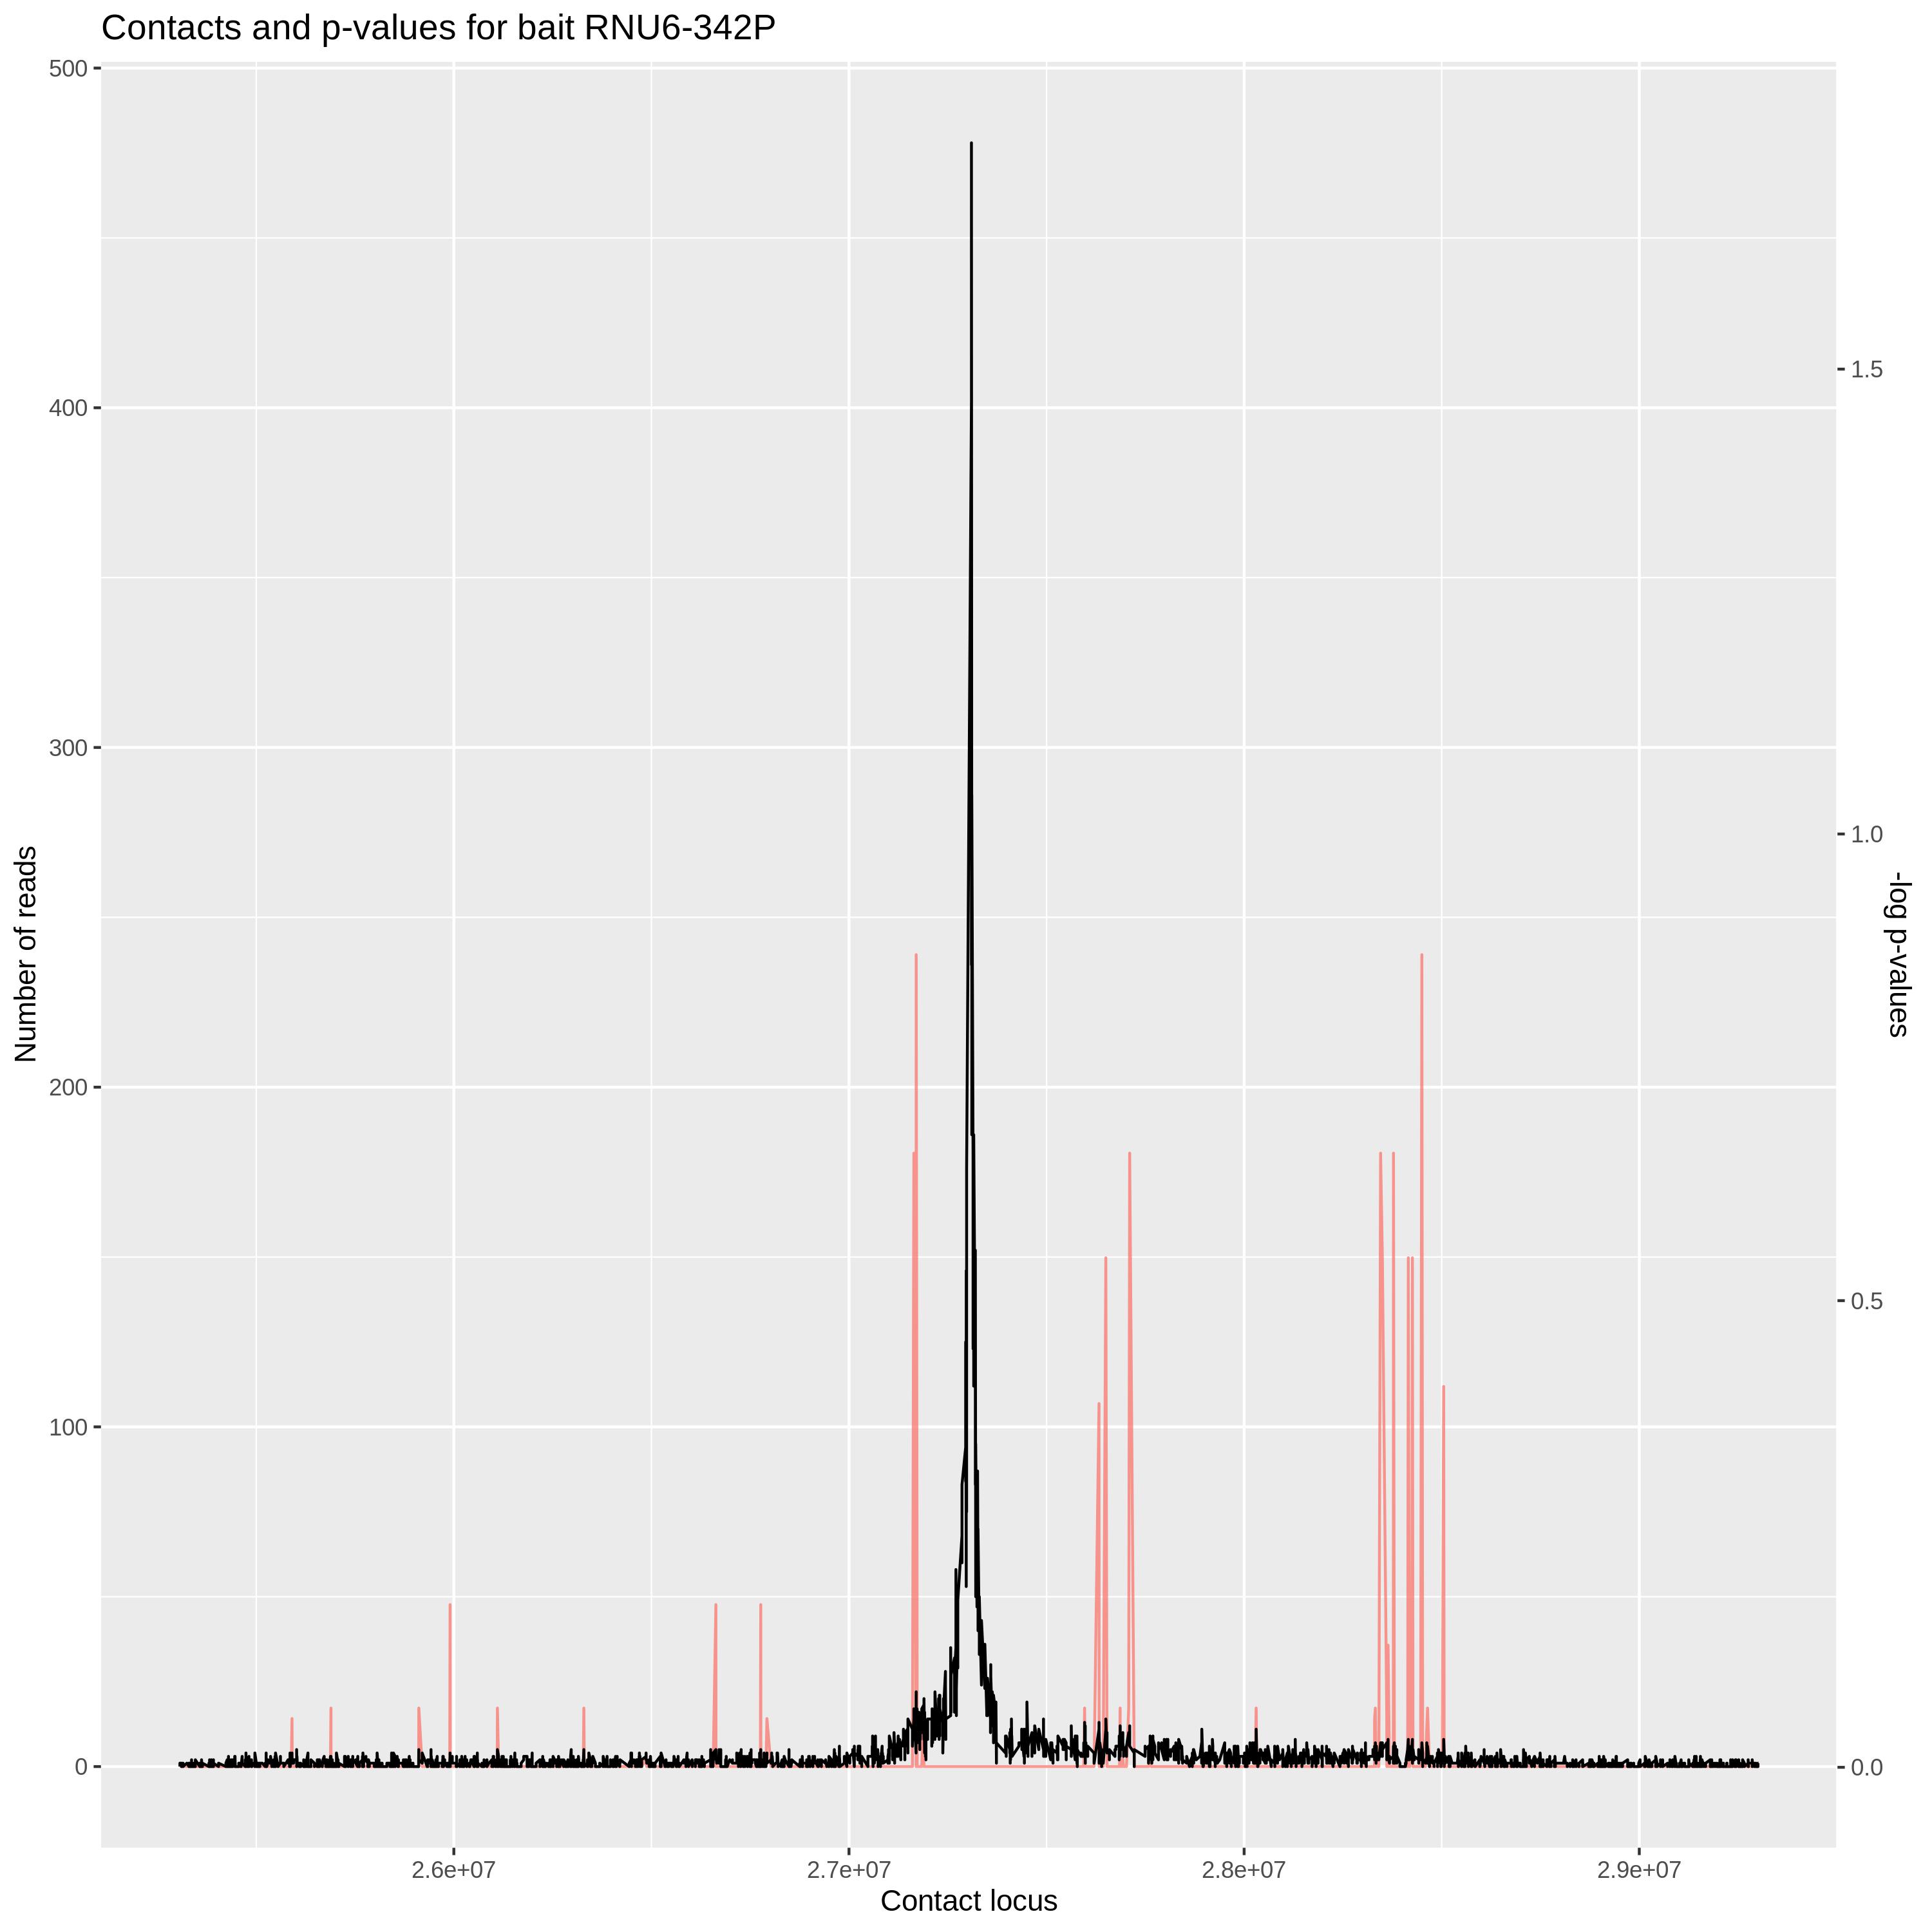 Contacts and p-values for bait RNU6-342P
500
400
300
200
100
0
Number of reads
1.5
1.0
0.5
0.0
-log p-values
2.6e+07
2.7e+07
2.8e+07
2.9e+07
Contact locus